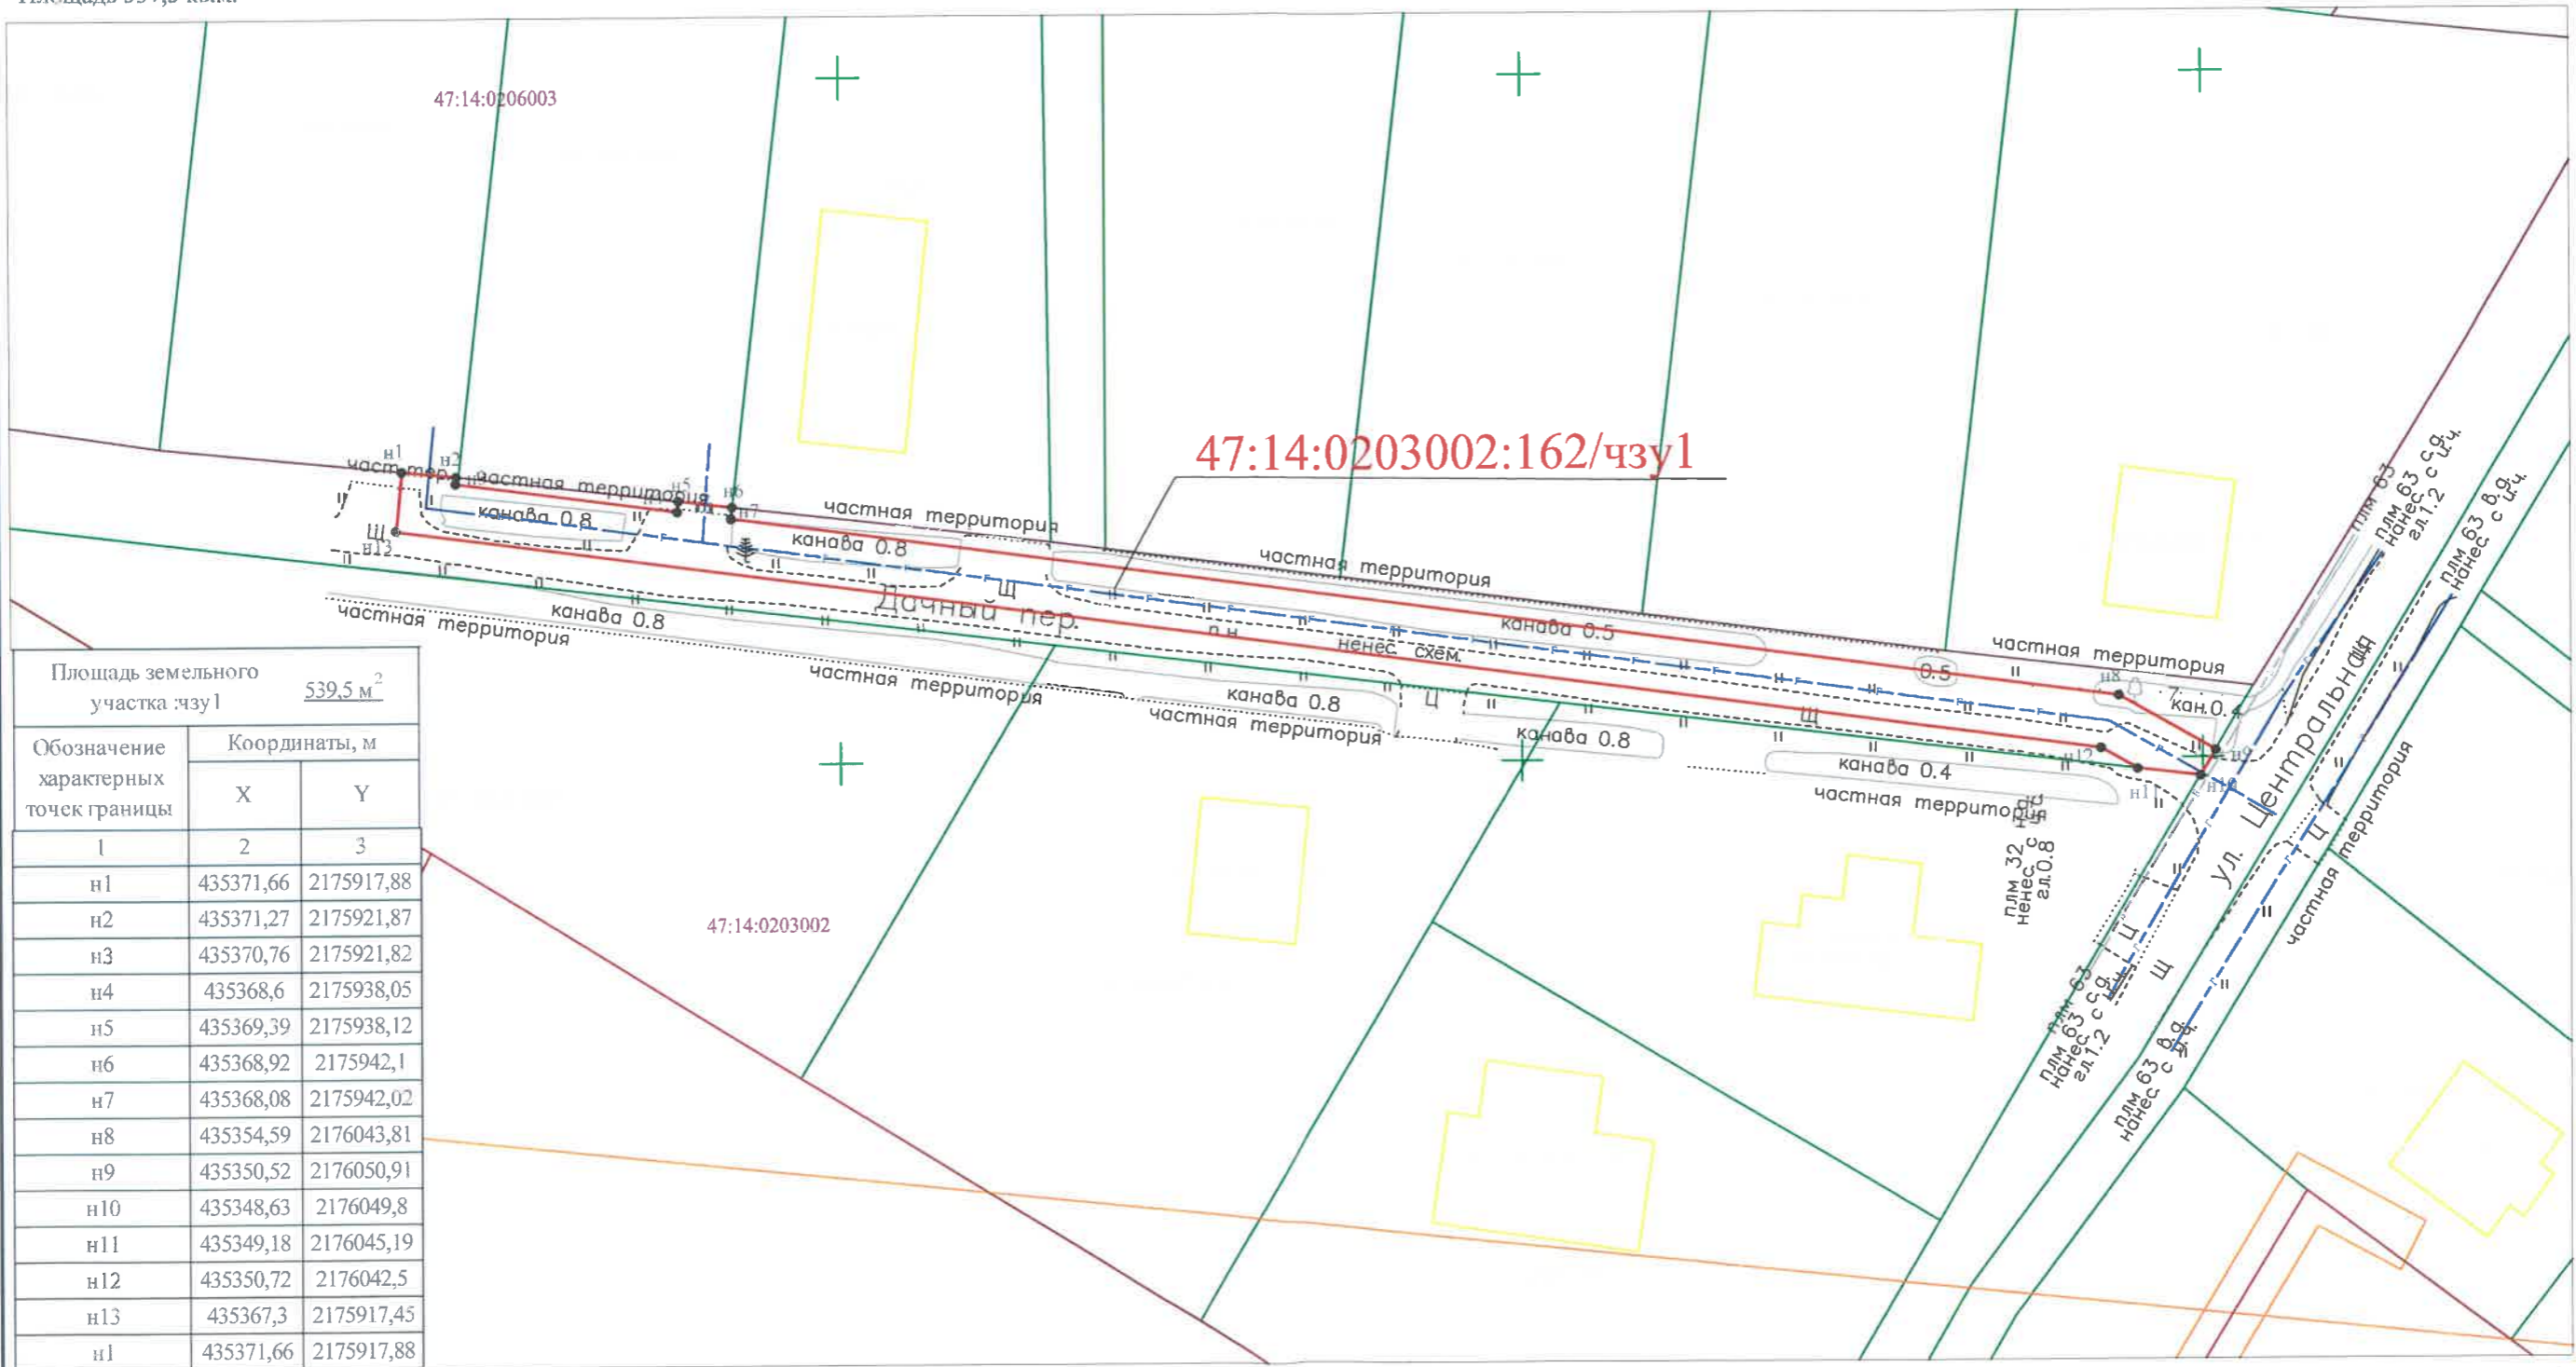 47:14:0206003
47:14:0203002:162/чзу1
н1
н2
н5
н6
н7
част. тер.
частная территория
канава 0.8
частная территория
канава 0.8
частная территория
Щ
н13
канава 0.8
частная территория
Дачный пер.
Щ
п.н.
ненес. схем.
канава 0.5
0.5
частная территория
н8
7
кан.0.4
н9
н10
н11
н12
частная территория
канава 0.8
Ц
частная территория
канава 0.8
Щ
канава 0.4
частная территория
плм 32
ненес. с
гл.0.8
плм 63
плм 63 с.д.
нанес. с и.ч.
гл.1.2
плм 63 в.д.
нанес. с и.ч.
ул. Центральная
Ц
частная территория
Ц
Щ
плм 63
плм 63 с.д.
нанес. с и.ч.
гл.1.2
плм 63 в.д.
нанес. с и.ч.
47:14:0203002
Площадь земельного
участка :чзу1
539,5 м²
Обозначение
характерных
точек границы
Координаты, м
X Y
1 2 3
н1 435371,66 2175917,88
н2 435371,27 2175921,87
н3 435370,76 2175921,82
н4 435368,6 2175938,05
н5 435369,39 2175938,12
н6 435368,92 2175942,1
н7 435368,08 2175942,02
н8 435354,59 2176043,81
н9 435350,52 2176050,91
н10 435348,63 2176049,8
н11 435349,18 2176045,19
н12 435350,72 2176042,5
н13 435367,3 2175917,45
н1 435371,66 2175917,88